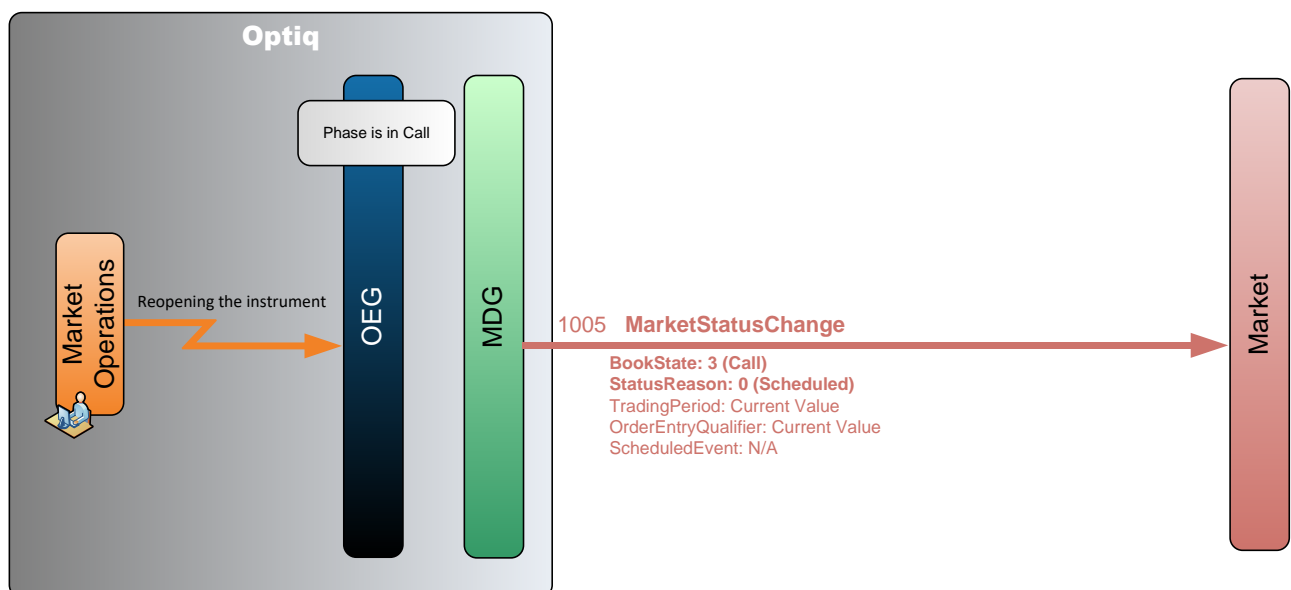 Optiq
Phase is in Call
Market
Operations
Reopening the instrument
OEG
MDG
1005 MarketStatusChange
BookState: 3 (Call)
StatusReason: 0 (Scheduled)
TradingPeriod: Current Value
OrderEntryQualifier: Current Value
ScheduledEvent: N/A
Market